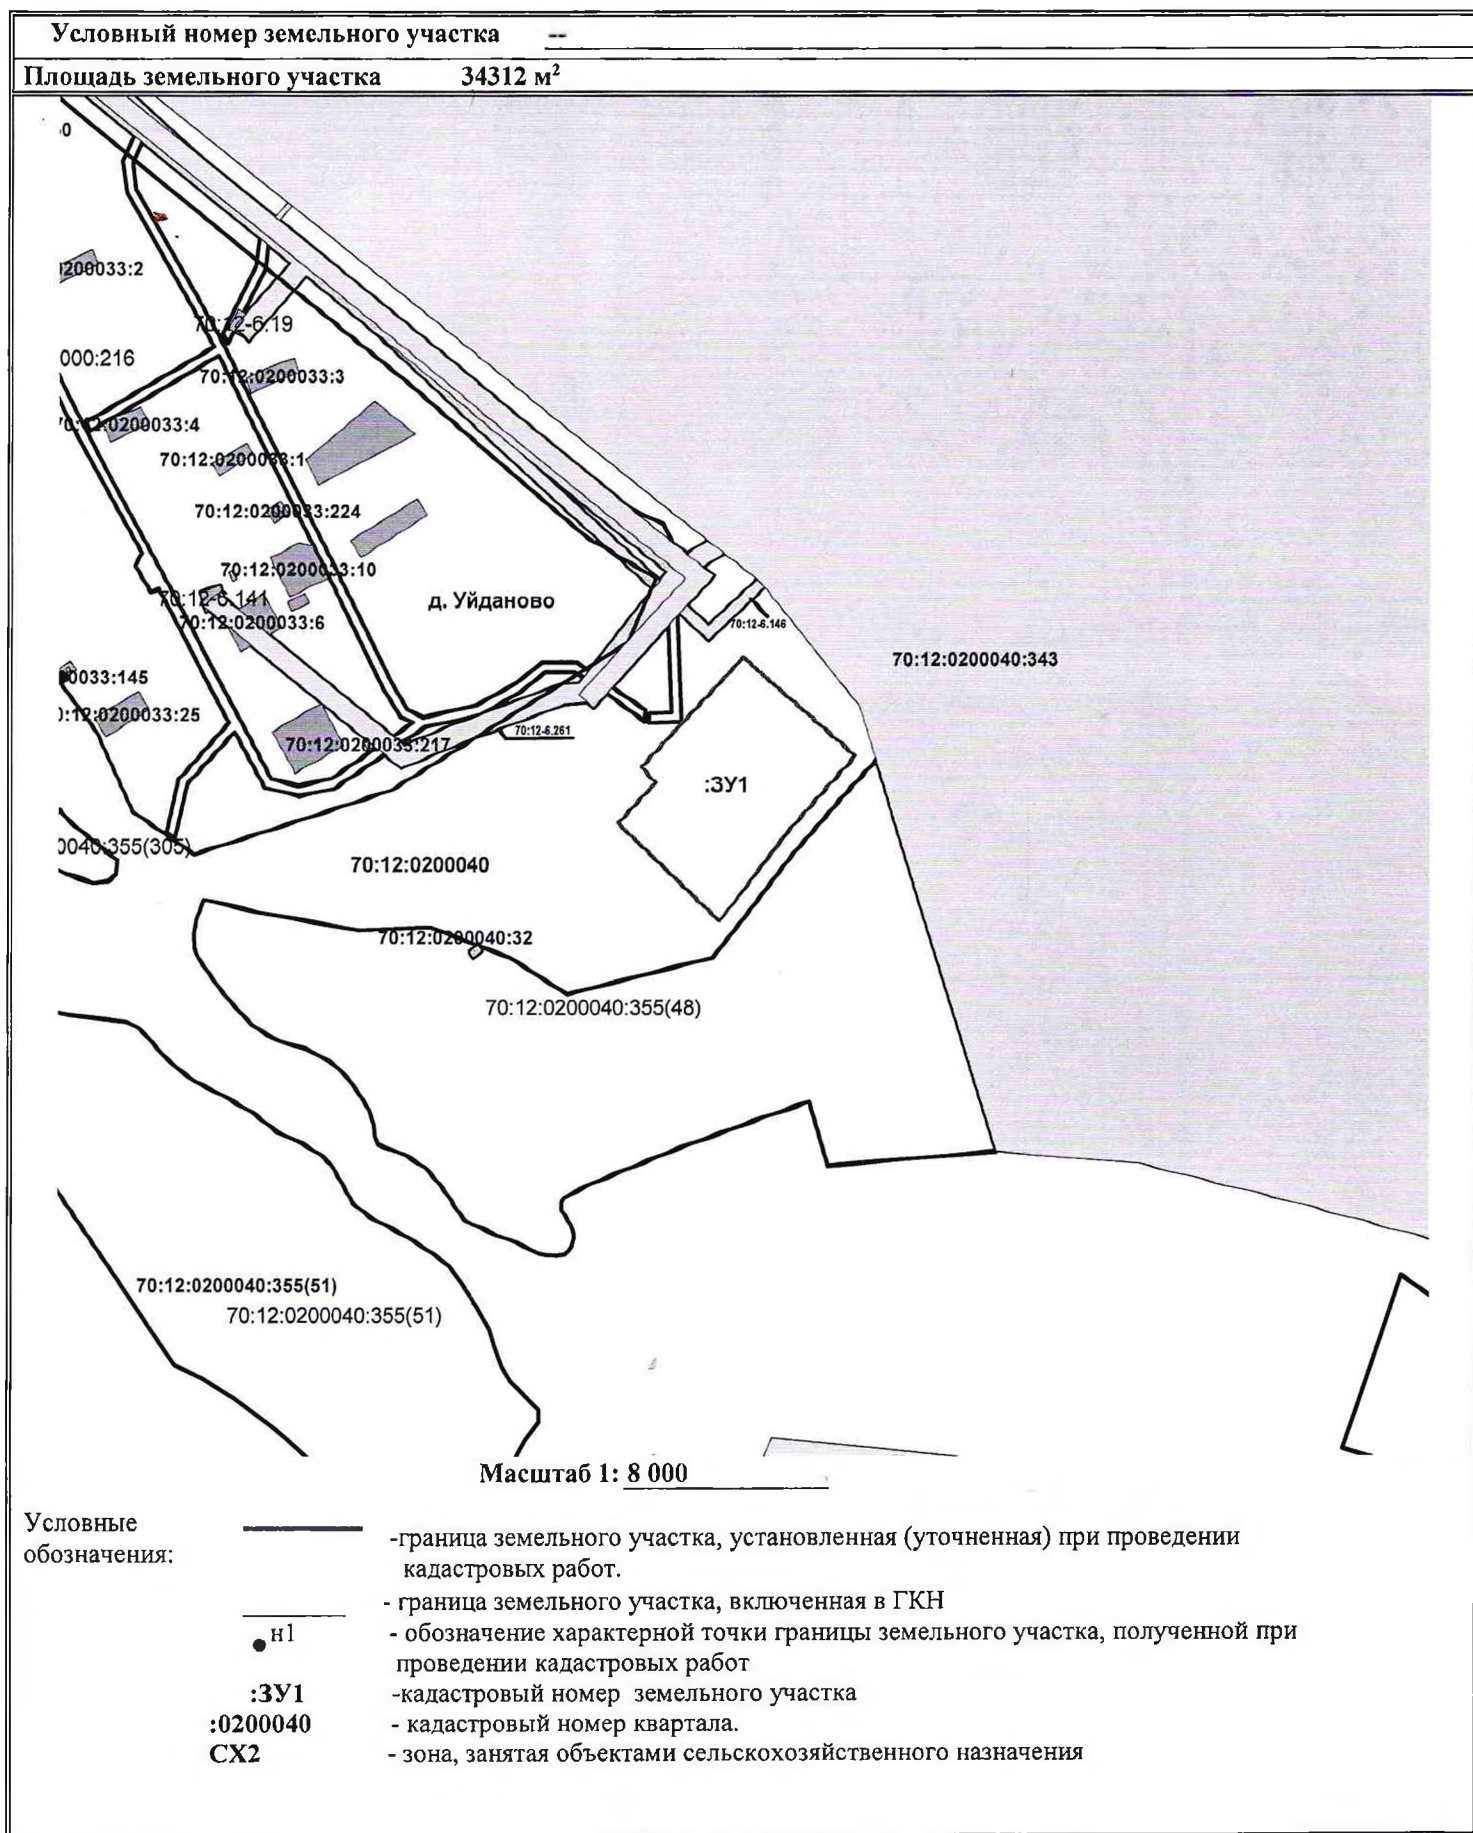 Условный номер земельного участка --
Площадь земельного участка 34312 м²
0
0200033:2
70:12-6.19
000:216
70:12:0200033:3
70:12:0200033:4
70:12:0200033:1
70:12:0200033:224
70:12:0200033:10
70:12-6.141
д. Уйданово
70:12:0200033:6
70:12-6.146
70:12:0200040:343
0033:145
):12:0200033:25
70:12-6.261
70:12:0200033:217
:ЗУ1
0040:355(305)
70:12:0200040
70:12:0200040:32
70:12:0200040:355(48)
70:12:0200040:355(51)
70:12:0200040:355(51)
Масштаб 1: 8 000
Условные
обозначения:
-граница земельного участка, установленная (уточненная) при проведении
кадастровых работ.
- граница земельного участка, включенная в ГКН
н1 - обозначение характерной точки границы земельного участка, полученной при
проведении кадастровых работ
:ЗУ1 -кадастровый номер земельного участка
:0200040 - кадастровый номер квартала.
СХ2 - зона, занятая объектами сельскохозяйственного назначения